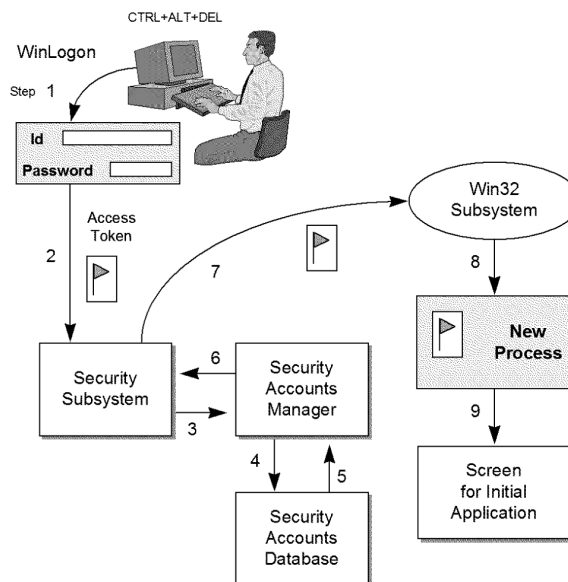 CTRL+ALT+DEL
WinLogon
Step 1
Id
Password
2
Access
Token
7
Win32
Subsystem
8
New
Process
Security
Subsystem
6
3
Security
Accounts
Manager
9
4
5
Screen
for Initial
Application
Security
Accounts
Database